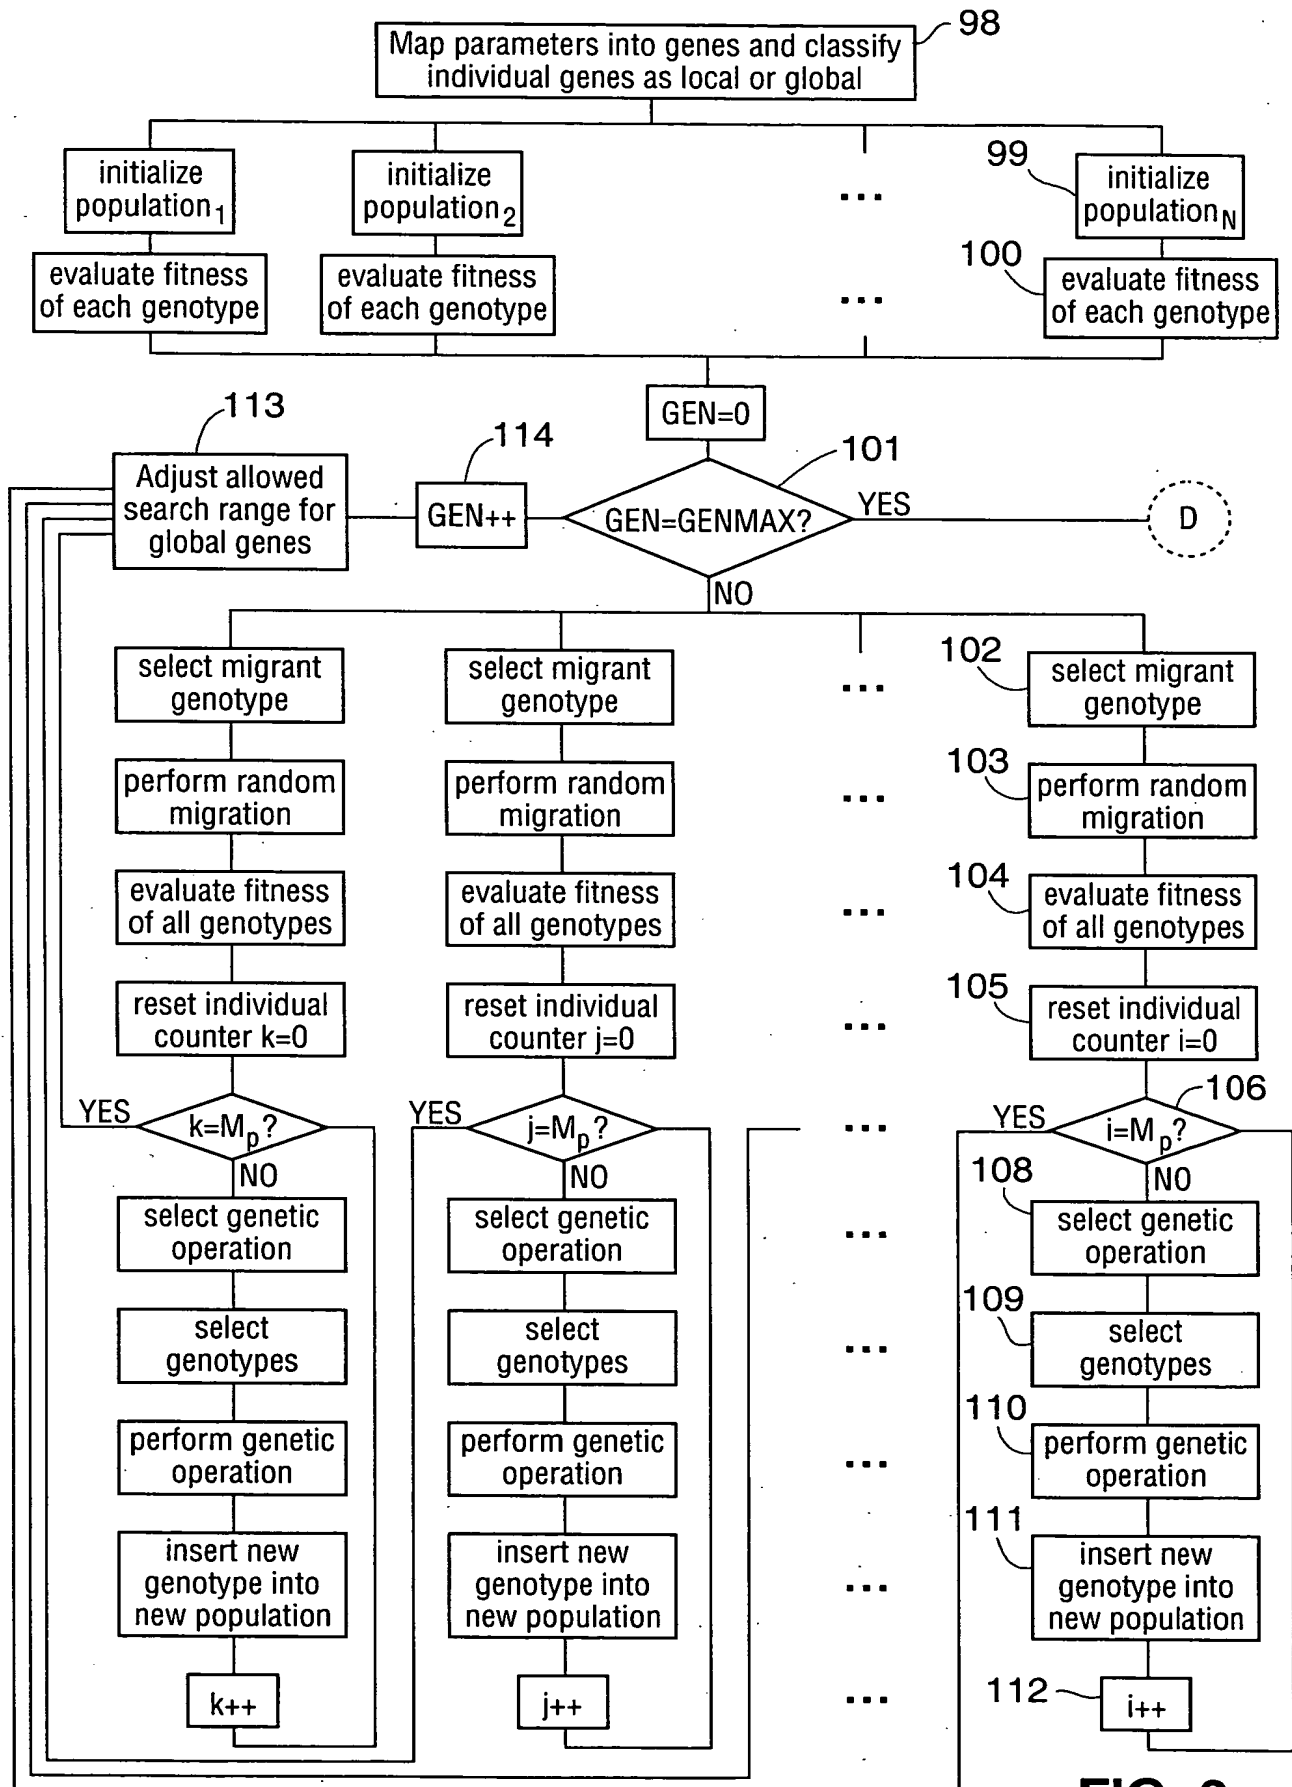 98
Map parameters into genes and classify
individual genes as local or global
initialize
population1
initialize
population2
...
99
initialize
populationN
evaluate fitness
of each genotype
evaluate fitness
of each genotype
...
100
evaluate fitness
of each genotype
GEN=0
113
Adjust allowed
search range for
global genes
114
GEN++
101
GEN=GENMAX?
YES
D
NO
select migrant
genotype
select migrant
genotype
...
102
select migrant
genotype
perform random
migration
perform random
migration
...
103
perform random
migration
evaluate fitness
of all genotypes
evaluate fitness
of all genotypes
...
104
evaluate fitness
of all genotypes
reset individual
counter k=0
reset individual
counter j=0
...
105
reset individual
counter i=0
YES
k=Mp?
NO
YES
j=Mp?
NO
...
106
YES
i=Mp?
NO
select genetic
operation
select genetic
operation
...
108
select genetic
operation
select
genotypes
select
genotypes
...
109
select
genotypes
perform genetic
operation
perform genetic
operation
...
110
perform genetic
operation
insert new
genotype into
new population
insert new
genotype into
new population
...
111
insert new
genotype into
new population
k++
j++
...
112
i++
FIG.